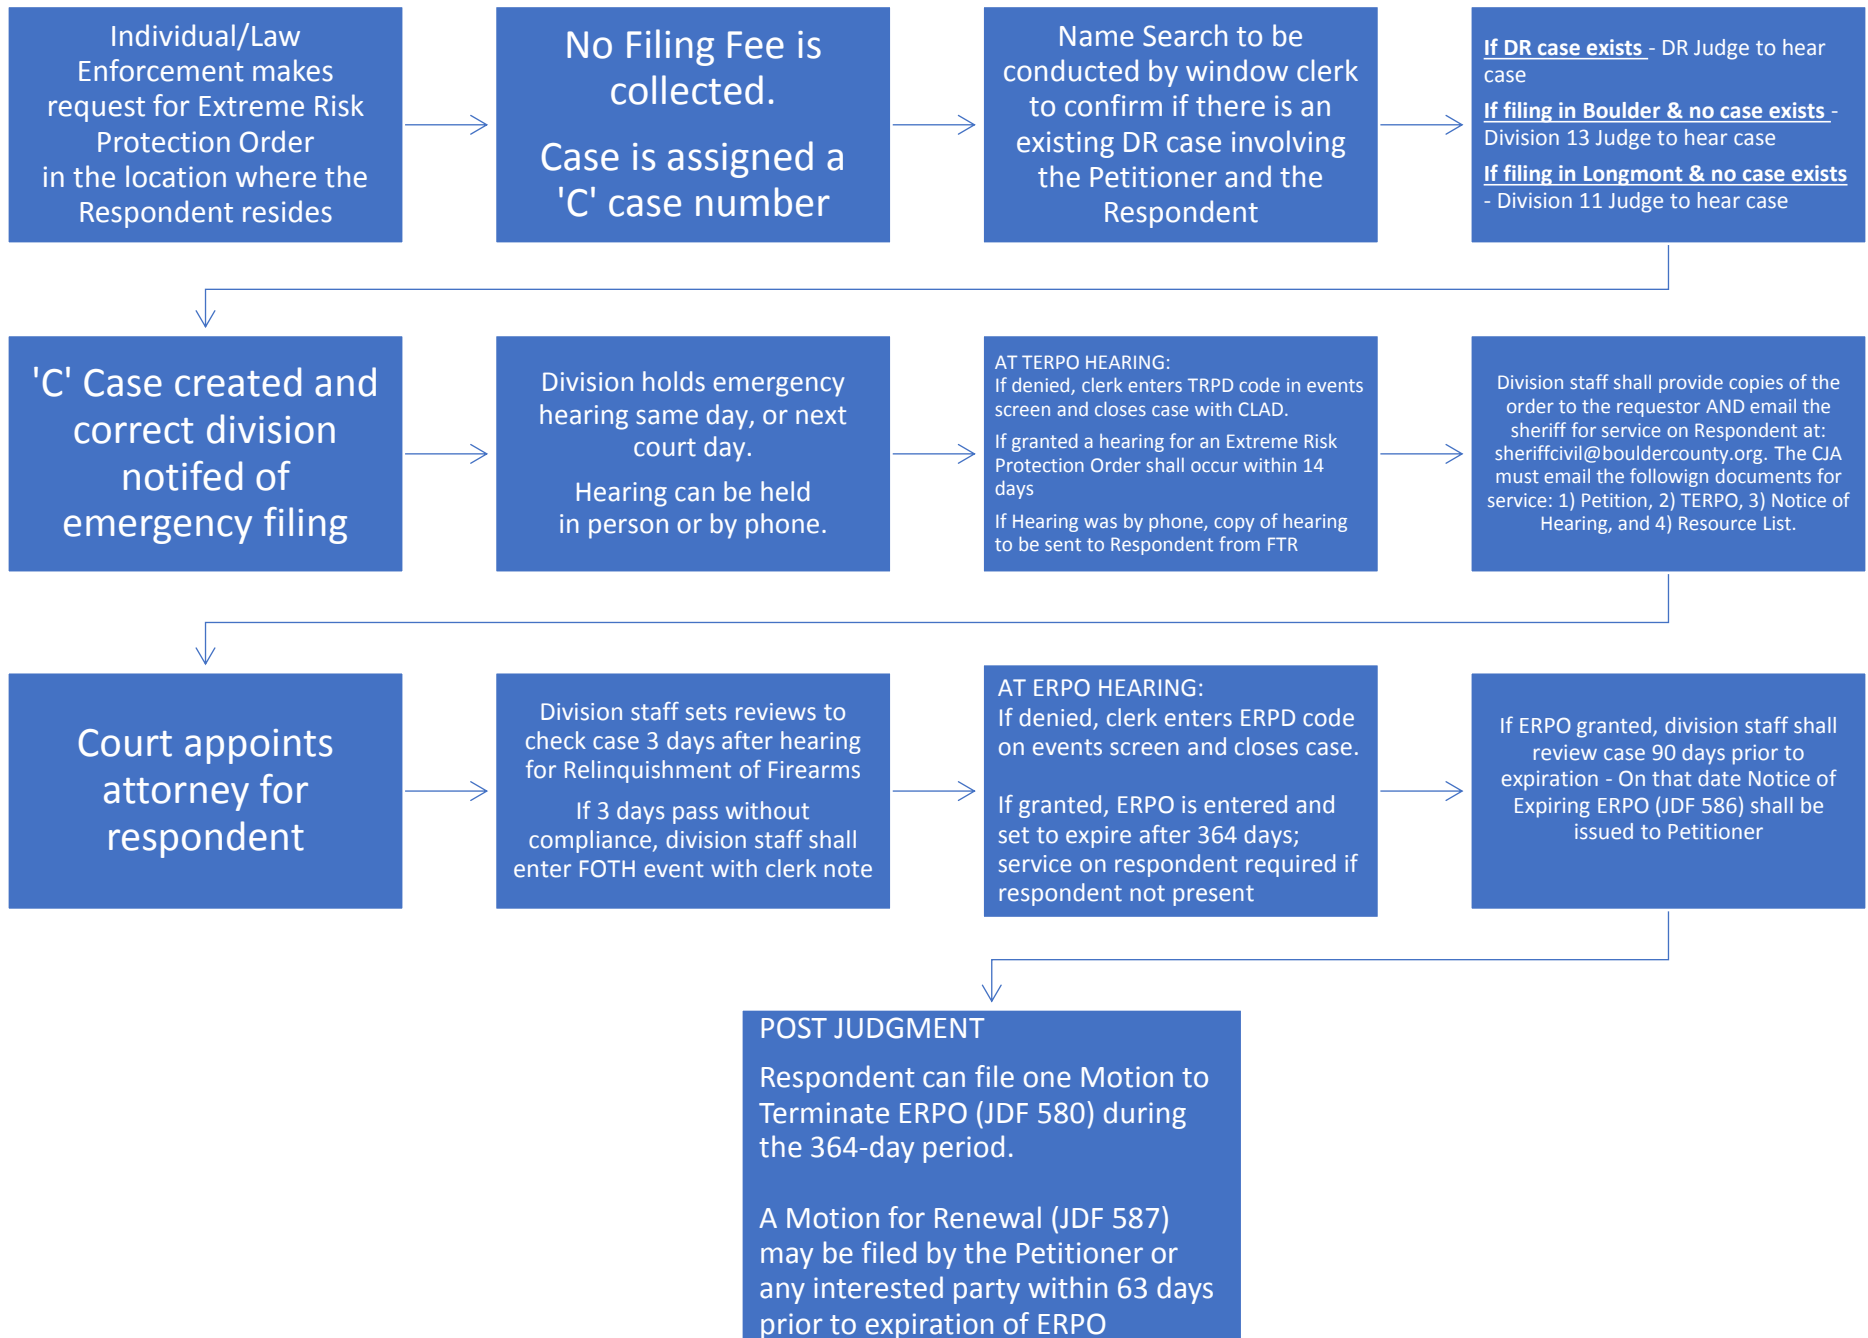 Individual/Law
Enforcement makes
request for Extreme Risk
Protection Order
in the location where the
Respondent resides
No Filing Fee is
collected.
Case is assigned a
'C' case number
Name Search to be
conducted by window clerk
to confirm if there is an
existing DR case involving
the Petitioner and the
Respondent
If DR case exists - DR Judge to hear
case
If filing in Boulder & no case exists -
Division 13 Judge to hear case
If filing in Longmont & no case exists
- Division 11 Judge to hear case
'C' Case created and
correct division
notifed of
emergency filing
Division holds emergency
hearing same day, or next
court day.
Hearing can be held
in person or by phone.
AT TERPO HEARING:
If denied, clerk enters TRPD code in events
screen and closes case with CLAD.
If granted a hearing for an Extreme Risk
Protection Order shall occur within 14
days
If Hearing was by phone, copy of hearing
to be sent to Respondent from FTR
Division staff shall provide copies of the
order to the requestor AND email the
sheriff for service on Respondent at:
sheriffcivil@bouldercounty.org. The CJA
must email the followign documents for
service: 1) Petition, 2) TERPO, 3) Notice of
Hearing, and 4) Resource List.
Court appoints
attorney for
respondent
Division staff sets reviews to
check case 3 days after hearing
for Relinquishment of Firearms
If 3 days pass without
compliance, division staff shall
enter FOTH event with clerk note
AT ERPO HEARING:
If denied, clerk enters ERPD code
on events screen and closes case.
If granted, ERPO is entered and
set to expire after 364 days;
service on respondent required if
respondent not present
If ERPO granted, division staff shall
review case 90 days prior to
expiration - On that date Notice of
Expiring ERPO (JDF 586) shall be
issued to Petitioner
POST JUDGMENT
Respondent can file one Motion to
Terminate ERPO (JDF 580) during
the 364-day period.
A Motion for Renewal (JDF 587)
may be filed by the Petitioner or
any interested party within 63 days
prior to expiration of ERPO